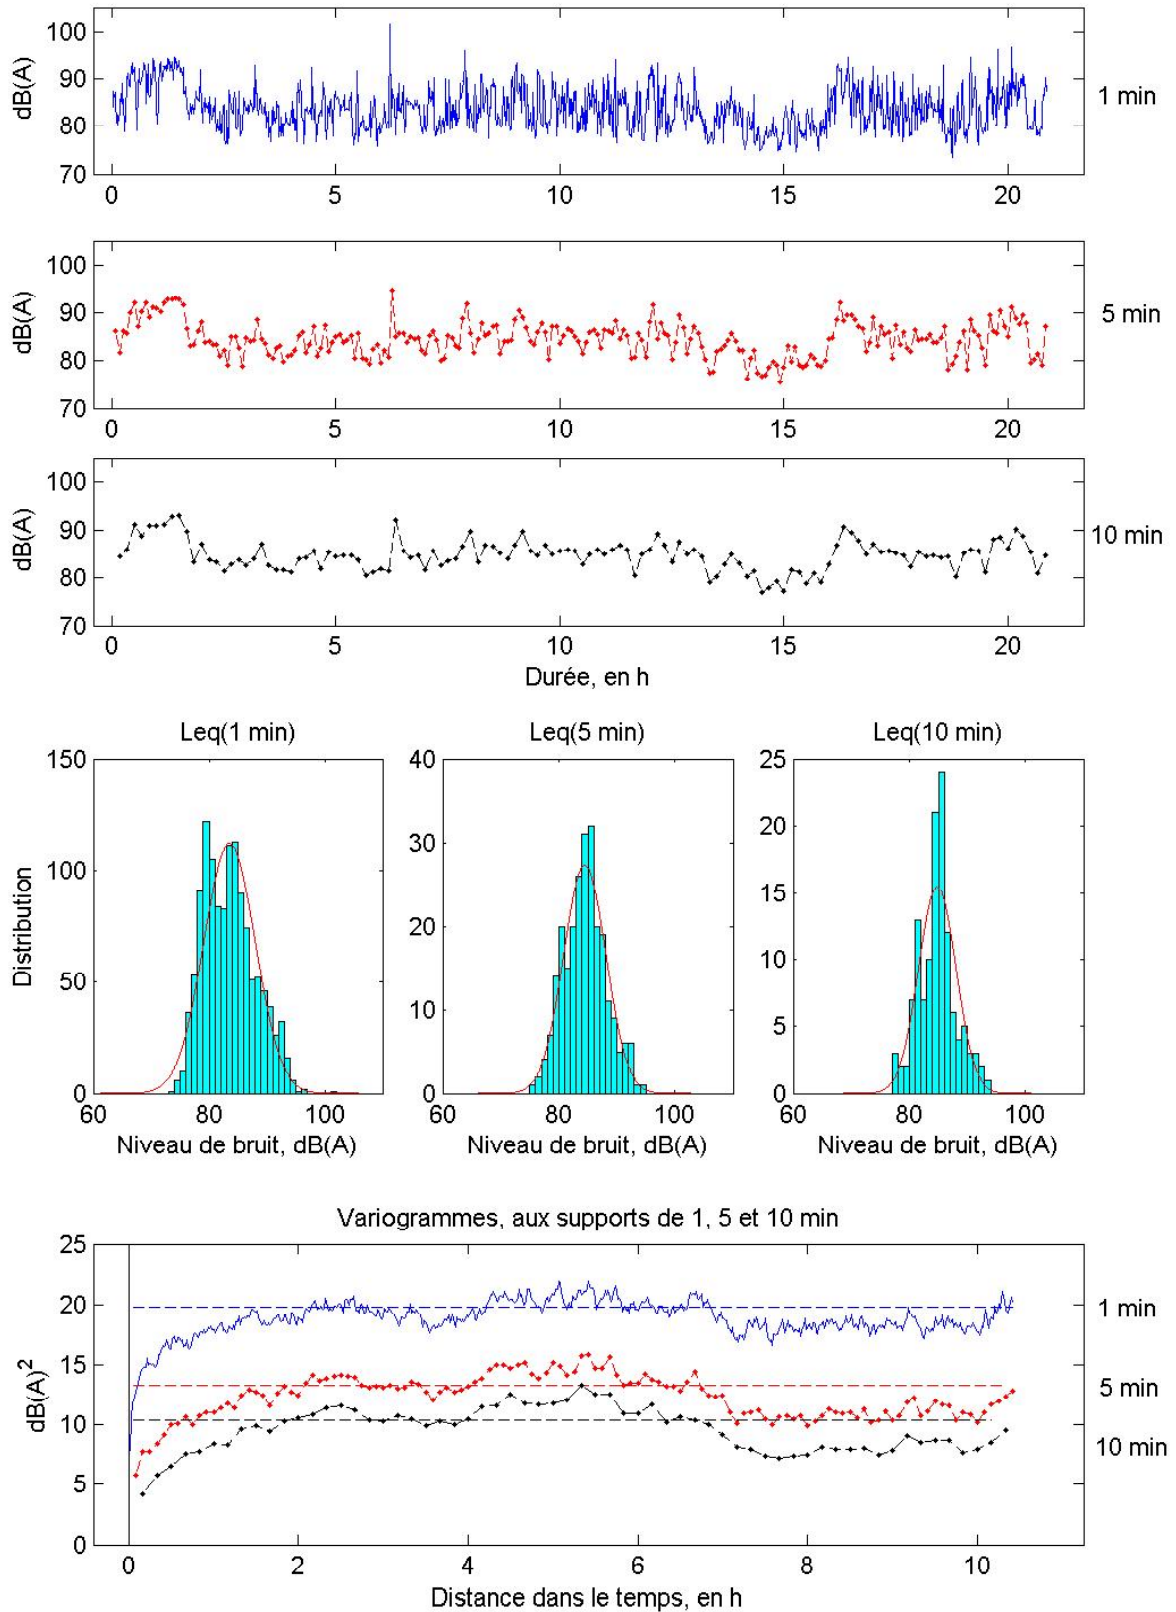 100
90
80
70
dB(A)
1 min
0 5 10 15 20
100
90
80
70
dB(A)
5 min
0 5 10 15 20
100
90
80
70
dB(A)
10 min
0 5 10 15 20
Durée, en h
Leq(1 min)
150
100
50
0
Distribution
60 80 100
Niveau de bruit, dB(A)
Leq(5 min)
40
30
20
10
0
60 80 100
Niveau de bruit, dB(A)
Leq(10 min)
25
20
15
10
5
0
60 80 100
Niveau de bruit, dB(A)
Variogrammes, aux supports de 1, 5 et 10 min
25
20
15
10
5
0
dB(A)²
1 min
5 min
10 min
0 2 4 6 8 10
Distance dans le temps, en h